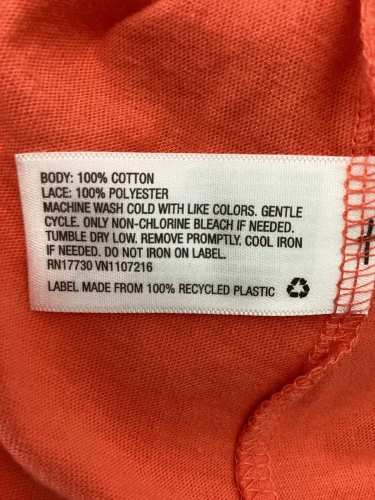 BODY: 100% COTTON
LACE: 100% POLYESTER
MACHINE WASH COLD WITH LIKE COLORS. GENTLE
CYCLE. ONLY NON-CHLORINE BLEACH IF NEEDED.
TUMBLE DRY LOW. REMOVE PROMPTLY. COOL IRON
IF NEEDED. DO NOT IRON ON LABEL.
RN17730 VN1107216
LABEL MADE FROM 100% RECYCLED PLASTIC